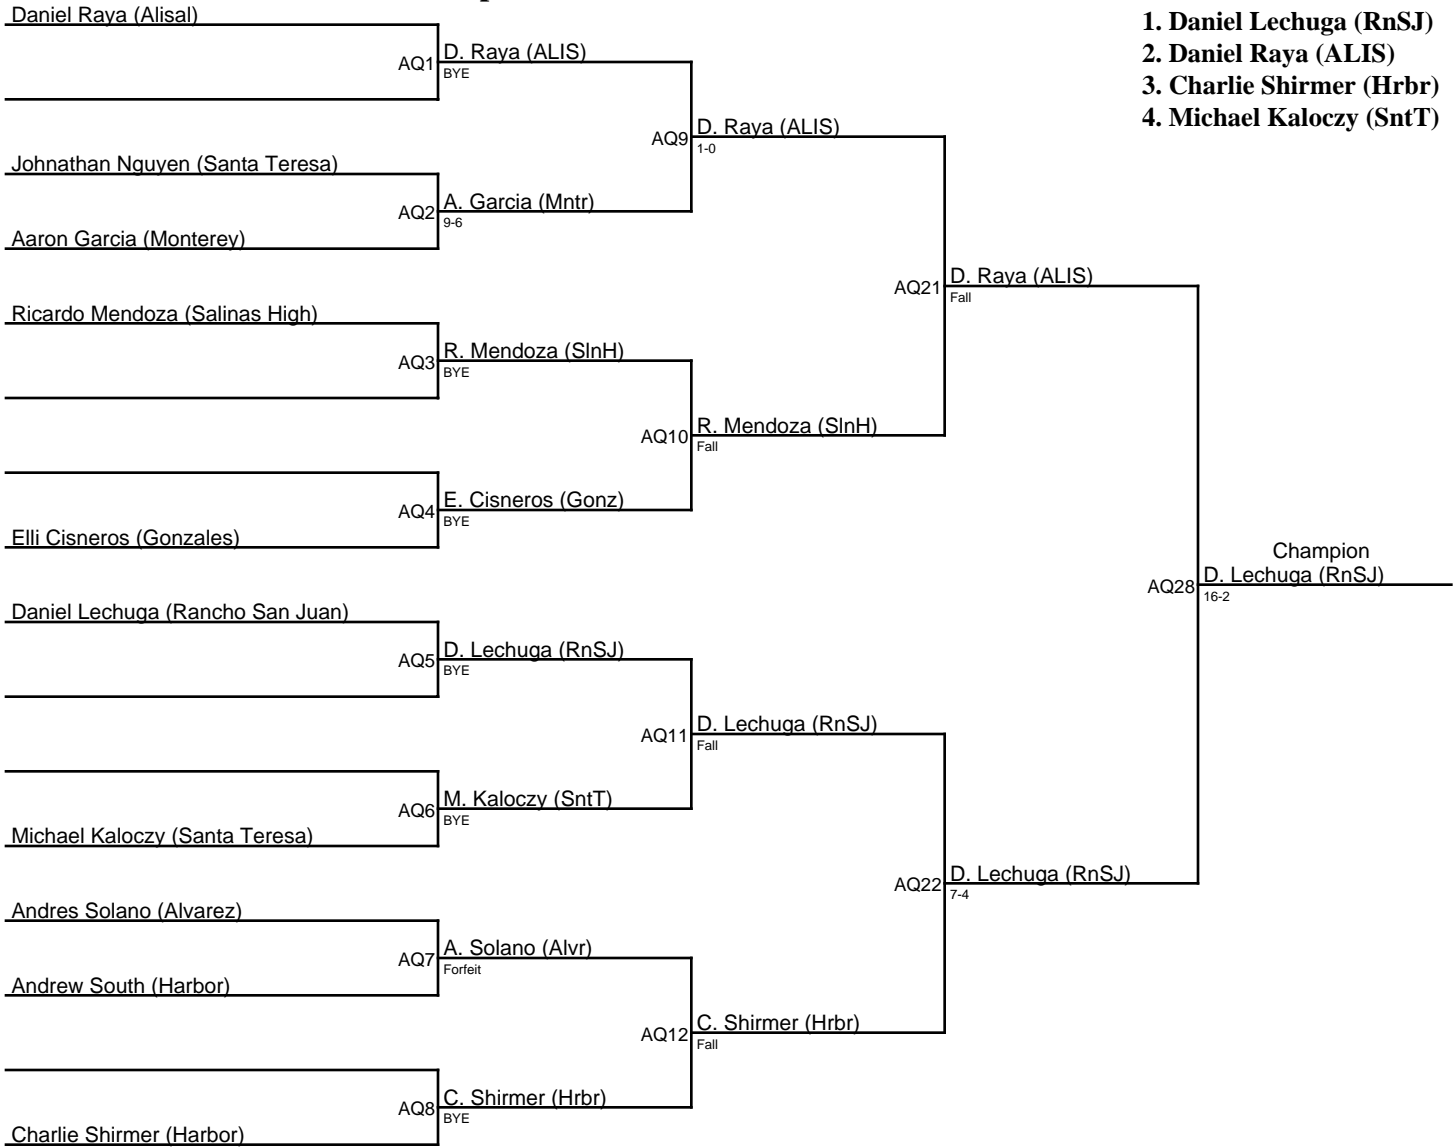 Daniel Raya (Alisal)
AQ1
D. Raya (ALIS)
BYE
Johnathan Nguyen (Santa Teresa)
AQ2
A. Garcia (Mntr)
9-6
Aaron Garcia (Monterey)
Ricardo Mendoza (Salinas High)
AQ3
R. Mendoza (SlnH)
BYE
AQ4
E. Cisneros (Gonz)
BYE
Elli Cisneros (Gonzales)
Daniel Lechuga (Rancho San Juan)
AQ5
D. Lechuga (RnSJ)
BYE
AQ6
M. Kaloczy (SntT)
BYE
Michael Kaloczy (Santa Teresa)
Andres Solano (Alvarez)
AQ7
A. Solano (Alvr)
Forfeit
Andrew South (Harbor)
AQ8
C. Shirmer (Hrbr)
BYE
Charlie Shirmer (Harbor)
AQ9
D. Raya (ALIS)
1-0
AQ10
R. Mendoza (SlnH)
Fall
AQ11
D. Lechuga (RnSJ)
Fall
AQ12
C. Shirmer (Hrbr)
Fall
AQ21
D. Raya (ALIS)
Fall
AQ22
D. Lechuga (RnSJ)
7-4
Champion
AQ28
D. Lechuga (RnSJ)
16-2
1. Daniel Lechuga (RnSJ)
2. Daniel Raya (ALIS)
3. Charlie Shirmer (Hrbr)
4. Michael Kaloczy (SntT)